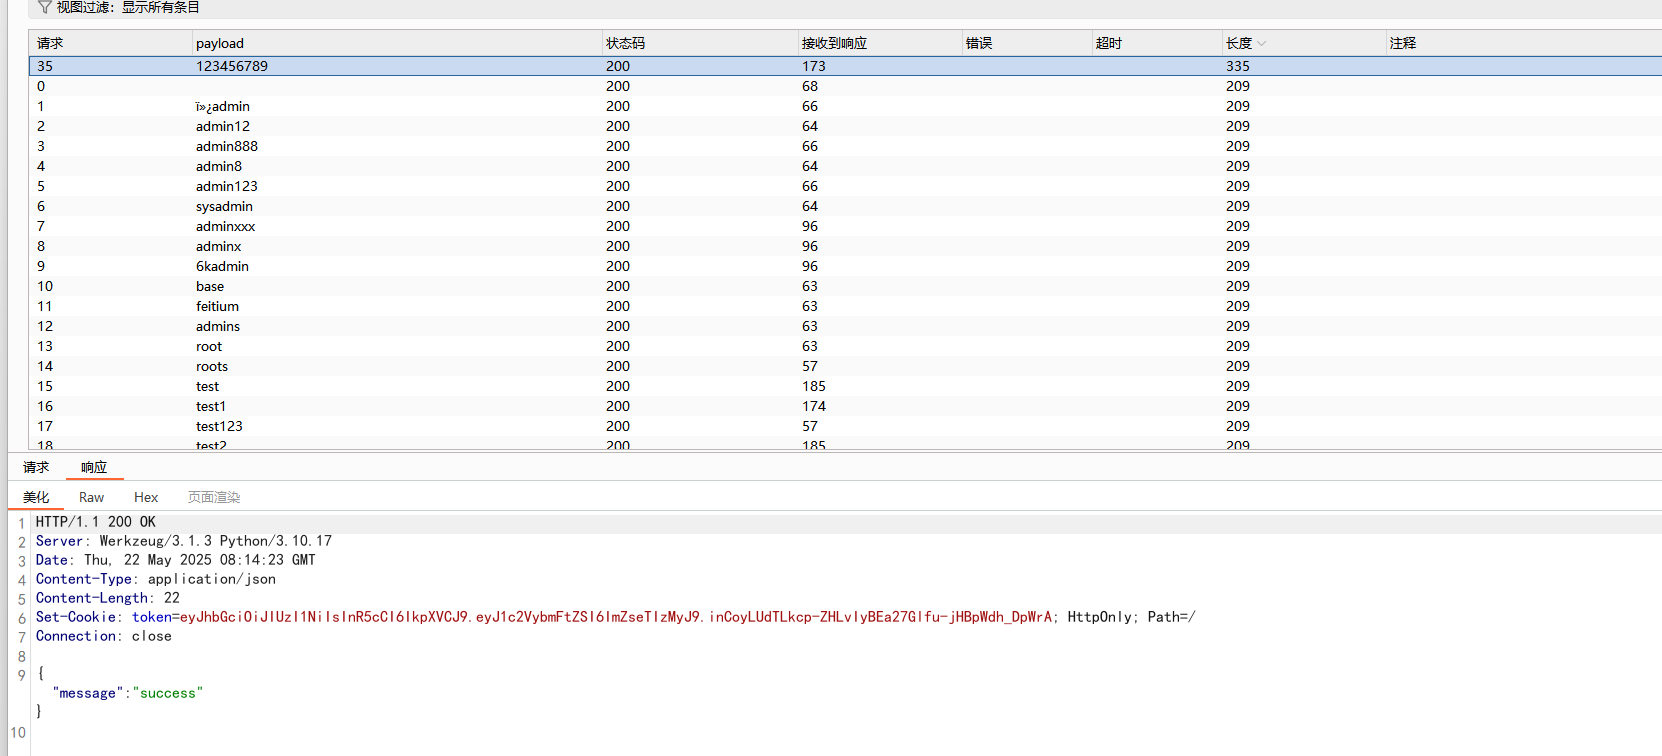 视图过滤：显示所有条目
请求 payload 状态码 接收到响应 错误 超时 长度 注释
35 123456789 200 173 335
0 200 68 209
1 ï»¿admin 200 66 209
2 admin12 200 64 209
3 admin888 200 66 209
4 admin8 200 64 209
5 admin123 200 66 209
6 sysadmin 200 64 209
7 adminxxx 200 96 209
8 adminx 200 96 209
9 6kadmin 200 96 209
10 base 200 63 209
11 feitium 200 63 209
12 admins 200 63 209
13 root 200 63 209
14 roots 200 57 209
15 test 200 185 209
16 test1 200 174 209
17 test123 200 57 209
18 test2 200 185 209
请求 响应
美化 Raw Hex 页面渲染
1 HTTP/1.1 200 OK
2 Server: Werkzeug/3.1.3 Python/3.10.17
3 Date: Thu, 22 May 2025 08:14:23 GMT
4 Content-Type: application/json
5 Content-Length: 22
6 Set-Cookie: token=eyJhbGciOiJIUzI1NiIsInR5cCI6IkpXVCJ9.eyJ1c2VybmFtZSI6ImZseTIzMyJ9.inCoyLUdTLkcp-ZHLvIyBEa27GIfu-jHBpWdh_DpWrA; HttpOnly; Path=/
7 Connection: close
8
9 {
"message":"success"
}
10